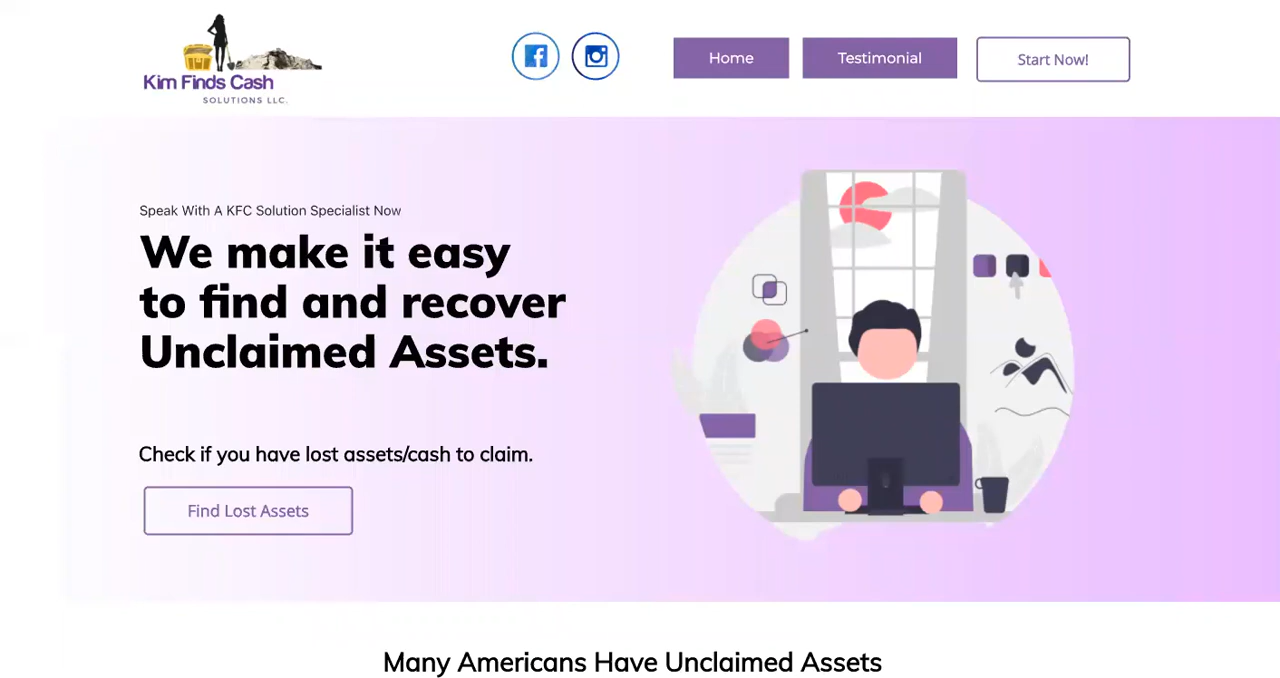 Kim Finds Cash
SOLUTIONS LLC.
Home
Testimonial
Start Now!
Speak With A KFC Solution Specialist Now
We make it easy
to find and recover
Unclaimed Assets.
Check if you have lost assets/cash to claim.
Find Lost Assets
Many Americans Have Unclaimed Assets